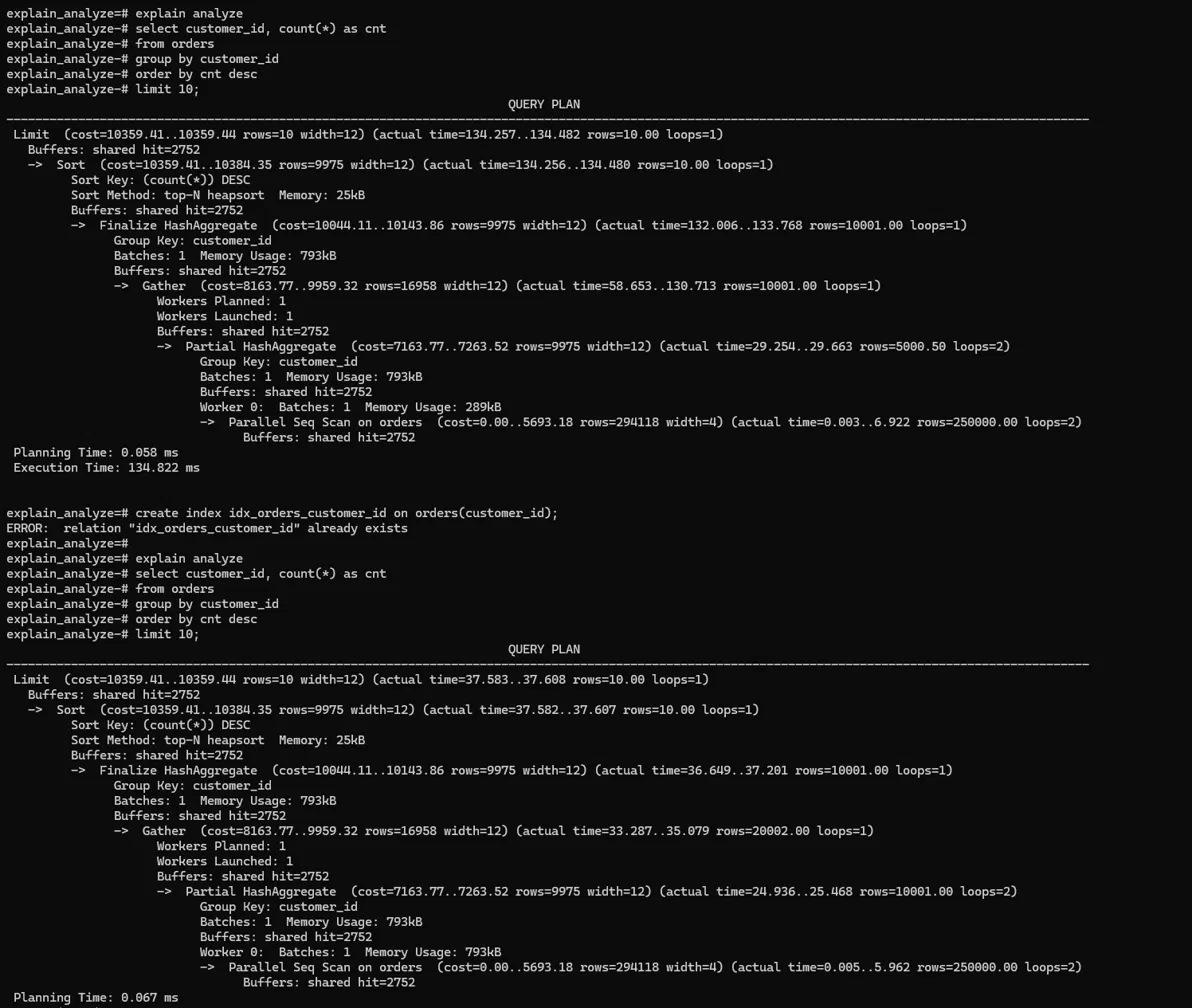 explain_analyze=# explain analyze
explain_analyze-# select customer_id, count(*) as cnt
explain_analyze-# from orders
explain_analyze-# group by customer_id
explain_analyze-# order by cnt desc
explain_analyze-# limit 10;
QUERY PLAN
Limit  (cost=10359.41..10359.44 rows=10 width=12) (actual time=134.257..134.482 rows=10.00 loops=1)
  Buffers: shared hit=2752
  ->  Sort  (cost=10359.41..10384.35 rows=9975 width=12) (actual time=134.256..134.480 rows=10.00 loops=1)
        Sort Key: (count(*)) DESC
        Sort Method: top-N heapsort  Memory: 25kB
        Buffers: shared hit=2752
        ->  Finalize HashAggregate  (cost=10044.11..10143.86 rows=9975 width=12) (actual time=132.006..133.768 rows=10001.00 loops=1)
              Group Key: customer_id
              Batches: 1  Memory Usage: 793kB
              Buffers: shared hit=2752
              ->  Gather  (cost=8163.77..9959.32 rows=16958 width=12) (actual time=58.653..130.713 rows=10001.00 loops=1)
                    Workers Planned: 1
                    Workers Launched: 1
                    Buffers: shared hit=2752
                    ->  Partial HashAggregate  (cost=7163.77..7263.52 rows=9975 width=12) (actual time=29.254..29.663 rows=5000.50 loops=2)
                          Group Key: customer_id
                          Batches: 1  Memory Usage: 793kB
                          Buffers: shared hit=2752
                          Worker 0:  Batches: 1  Memory Usage: 289kB
                          ->  Parallel Seq Scan on orders  (cost=0.00..5693.18 rows=294118 width=4) (actual time=0.003..6.922 rows=250000.00 loops=2)
                                Buffers: shared hit=2752
Planning Time: 0.058 ms
Execution Time: 134.822 ms
explain_analyze=# create index idx_orders_customer_id on orders(customer_id);
ERROR:  relation "idx_orders_customer_id" already exists
explain_analyze=#
explain_analyze=# explain analyze
explain_analyze-# select customer_id, count(*) as cnt
explain_analyze-# from orders
explain_analyze-# group by customer_id
explain_analyze-# order by cnt desc
explain_analyze-# limit 10;
QUERY PLAN
Limit  (cost=10359.41..10359.44 rows=10 width=12) (actual time=37.583..37.608 rows=10.00 loops=1)
  Buffers: shared hit=2752
  ->  Sort  (cost=10359.41..10384.35 rows=9975 width=12) (actual time=37.582..37.607 rows=10.00 loops=1)
        Sort Key: (count(*)) DESC
        Sort Method: top-N heapsort  Memory: 25kB
        Buffers: shared hit=2752
        ->  Finalize HashAggregate  (cost=10044.11..10143.86 rows=9975 width=12) (actual time=36.649..37.201 rows=10001.00 loops=1)
              Group Key: customer_id
              Batches: 1  Memory Usage: 793kB
              Buffers: shared hit=2752
              ->  Gather  (cost=8163.77..9959.32 rows=16958 width=12) (actual time=33.287..35.079 rows=20002.00 loops=1)
                    Workers Planned: 1
                    Workers Launched: 1
                    Buffers: shared hit=2752
                    ->  Partial HashAggregate  (cost=7163.77..7263.52 rows=9975 width=12) (actual time=24.936..25.468 rows=10001.00 loops=2)
                          Group Key: customer_id
                          Batches: 1  Memory Usage: 793kB
                          Buffers: shared hit=2752
                          Worker 0:  Batches: 1  Memory Usage: 793kB
                          ->  Parallel Seq Scan on orders  (cost=0.00..5693.18 rows=294118 width=4) (actual time=0.005..5.962 rows=250000.00 loops=2)
                                Buffers: shared hit=2752
Planning Time: 0.067 ms